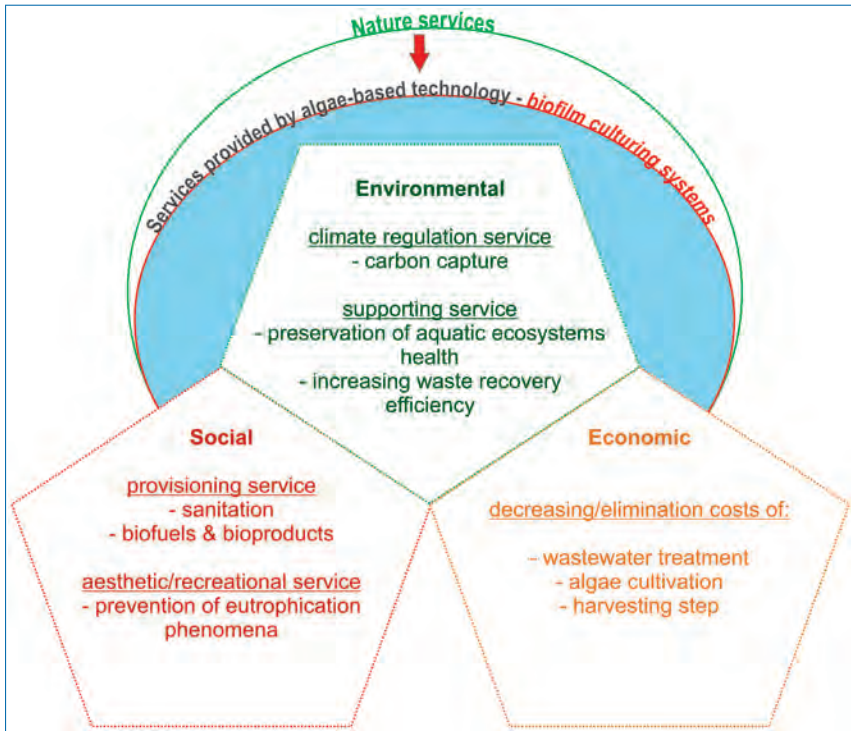 Nature services
Services provided by algae-based technology - biofilm culturing systems
Environmental
climate regulation service
- carbon capture
supporting service
- preservation of aquatic ecosystems
health
- increasing waste recovery
efficiency
Social
provisioning service
- sanitation
- biofuels & bioproducts
aesthetic/recreational service
- prevention of eutrophication
phenomena
Economic
decreasing/elimination costs of:
- wastewater treatment
- algae cultivation
- harvesting step